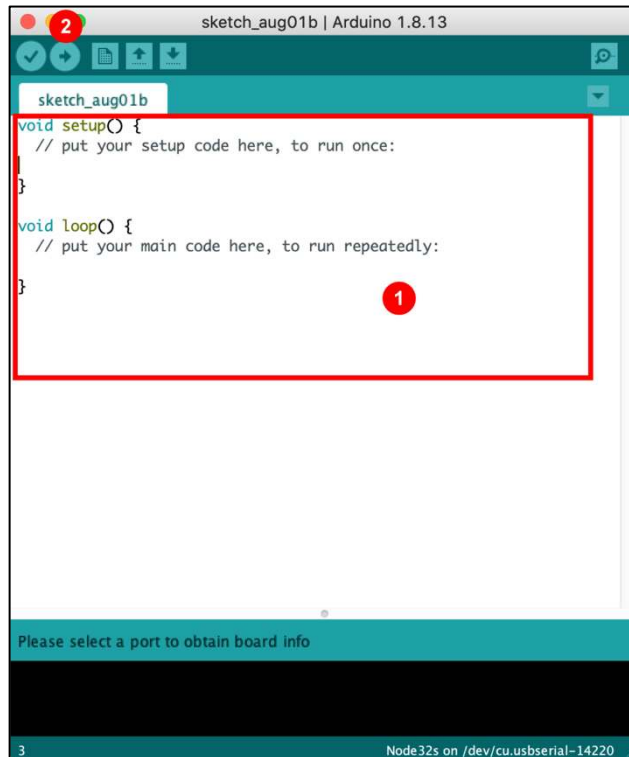 2
sketch_aug01b | Arduino 1.8.13
sketch_aug01b
void setup() {
  // put your setup code here, to run once:
}
void loop() {
  // put your main code here, to run repeatedly:
}
1
Please select a port to obtain board info
3 Node32s on /dev/cu.usbserial-14220